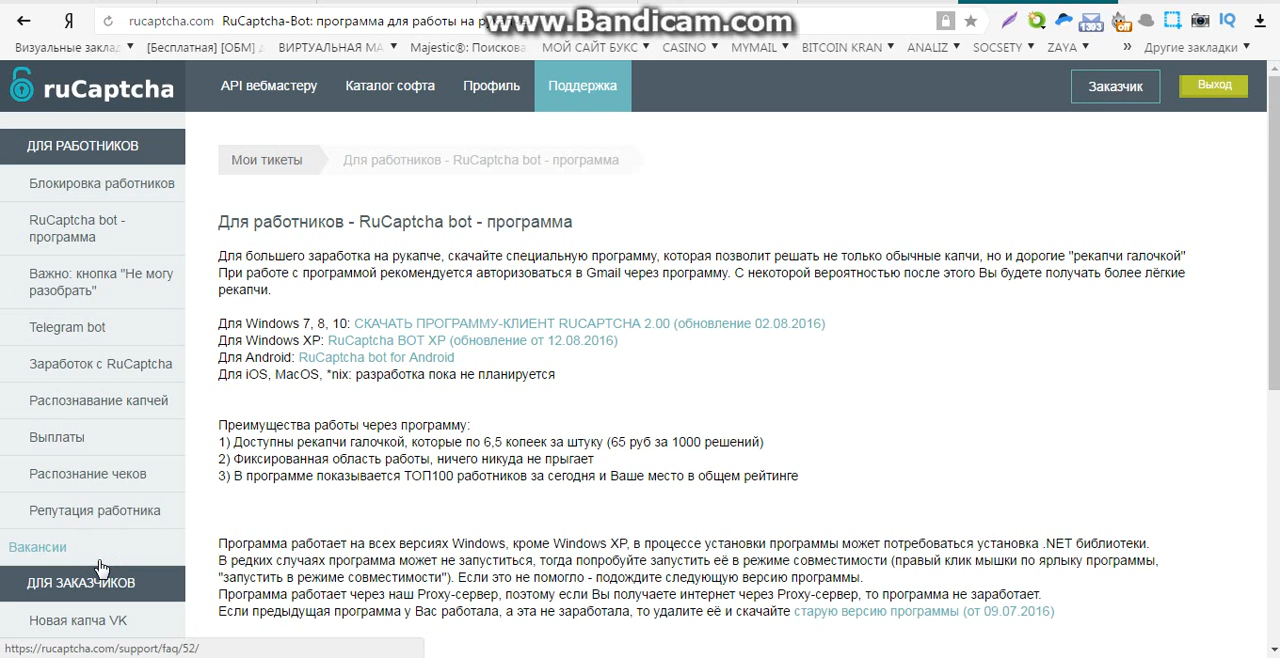 Я
rucaptcha.com RuCaptcha-Bot: программа для работы на
www.Bandicam.com
1393
off
IQ
Визуальные заклад
[Бесплатная] [ОБМ]
ВИРТУАЛЬНАЯ МА
Majestic®: Поискова
МОЙ САЙТ БУКС
CASINO
MYMAIL
BITCOIN KRAN
ANALIZ
SOCSETY
ZAYA
»
Другие закладки
ruCaptcha
API вебмастеру
Каталог софта
Профиль
Поддержка
Заказчик
Выход
ДЛЯ РАБОТНИКОВ
Блокировка работников
RuCaptcha bot -
программа
Важно: кнопка "Не могу
разобрать"
Telegram bot
Заработок с RuCaptcha
Распознавание капчей
Выплаты
Распознание чеков
Репутация работника
Вакансии
ДЛЯ ЗАКАЗЧИКОВ
Новая капча VK
Мои тикеты
Для работников - RuCaptcha bot - программа
Для работников - RuCaptcha bot - программа
Для большего заработка на рукапче, скачайте специальную программу, которая позволит решать не только обычные капчи, но и дорогие "рекапчи галочкой"
При работе с программой рекомендуется авторизоваться в Gmail через программу. С некоторой вероятностью после этого Вы будете получать более лёгкие
рекапчи.
Для Windows 7, 8, 10: СКАЧАТЬ ПРОГРАММУ-КЛИЕНТ RUCAPTCHA 2.00 (обновление 02.08.2016)
Для Windows XP: RuCaptcha BOT XP (обновление от 12.08.2016)
Для Android: RuCaptcha bot for Android
Для iOS, MacOS, *nix: разработка пока не планируется
Преимущества работы через программу:
1) Доступны рекапчи галочкой, которые по 6,5 копеек за штуку (65 руб за 1000 решений)
2) Фиксированная область работы, ничего никуда не прыгает
3) В программе показывается ТОП100 работников за сегодня и Ваше место в общем рейтинге
Программа работает на всех версиях Windows, кроме Windows XP, в процессе установки программы может потребоваться установка .NET библиотеки.
В редких случаях программа может не запуститься, тогда попробуйте запустить её в режиме совместимости (правый клик мышки по ярлыку программы,
"запустить в режиме совместимости"). Если это не помогло - подождите следующую версию программы.
Программа работает через наш Proxy-сервер, поэтому если Вы получаете интернет через Proxy-сервер, то программа не заработает.
Если предыдущая программа у Вас работала, а эта не заработала, то удалите её и скачайте старую версию программы (от 09.07.2016)
https://rucaptcha.com/support/faq/52/